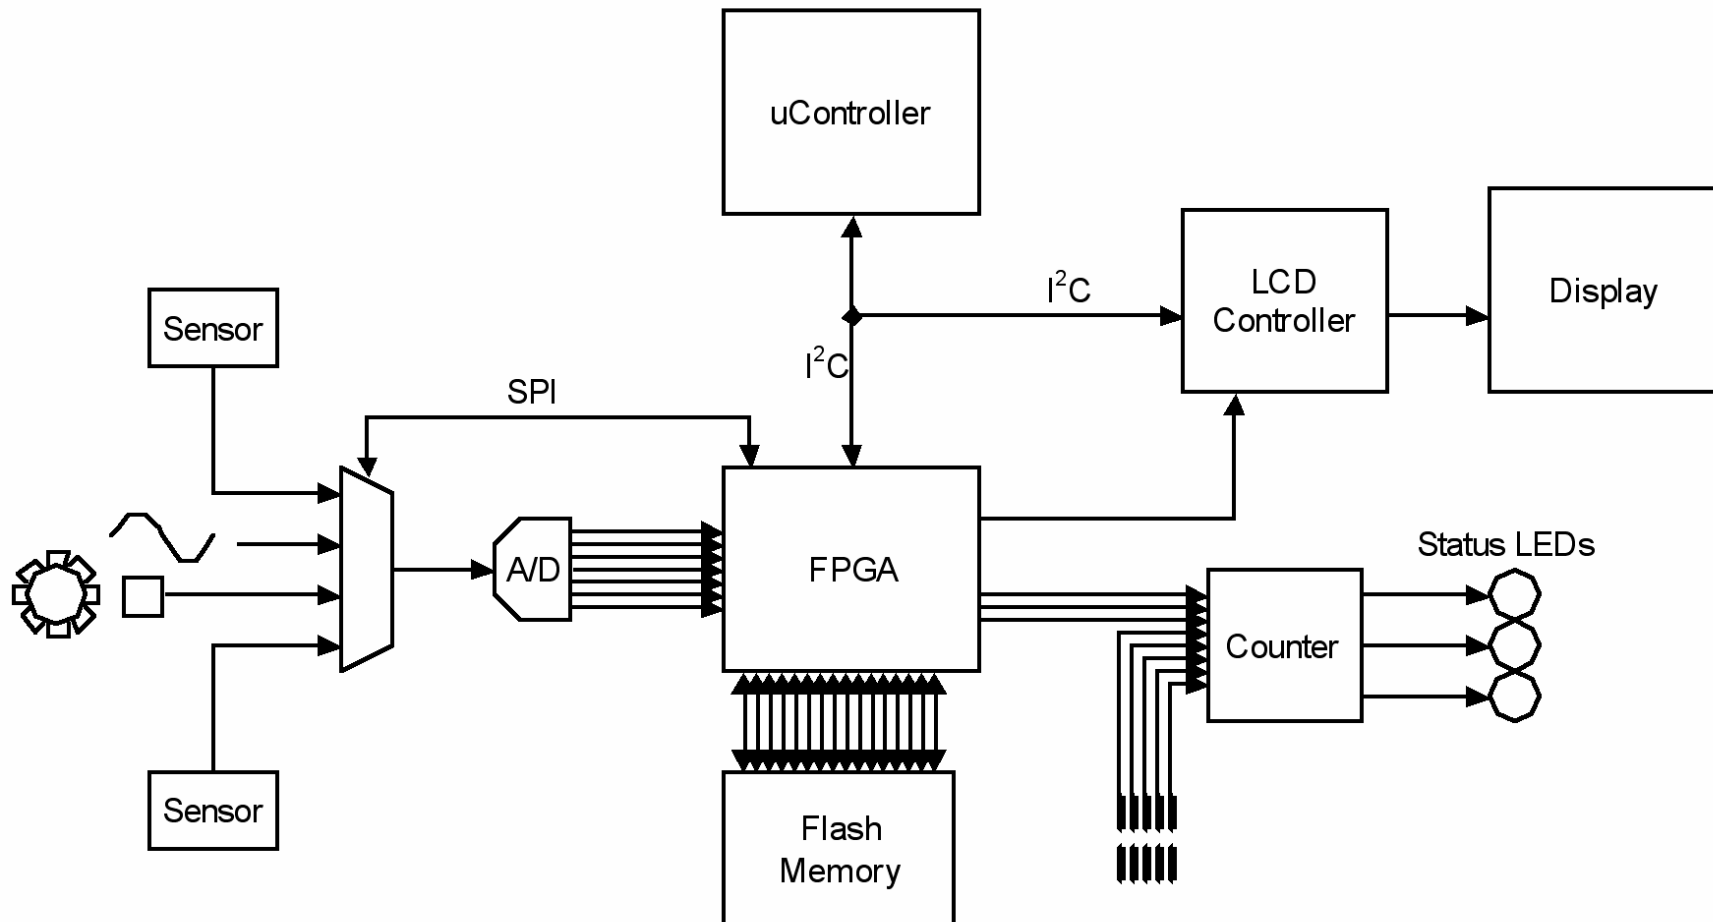 uController
I²C
LCD
Controller
Display
Sensor
I²C
SPI
A/D
FPGA
Status LEDs
Counter
Sensor
Flash
Memory